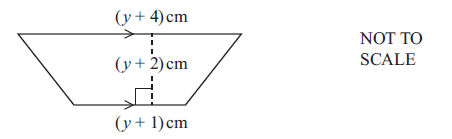 (y + 4) cm
(y + 2) cm
(y + 1) cm
NOT TO
SCALE